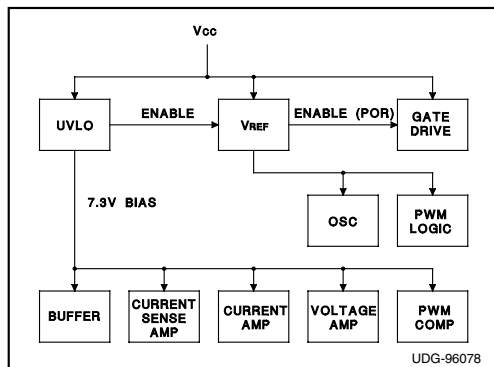 Vcc
UVLO
ENABLE
VREF
ENABLE (POR)
GATE
DRIVE
7.3V BIAS
OSC
PWM
LOGIC
BUFFER
CURRENT
SENSE
AMP
CURRENT
AMP
VOLTAGE
AMP
PWM
COMP
UDG-96078